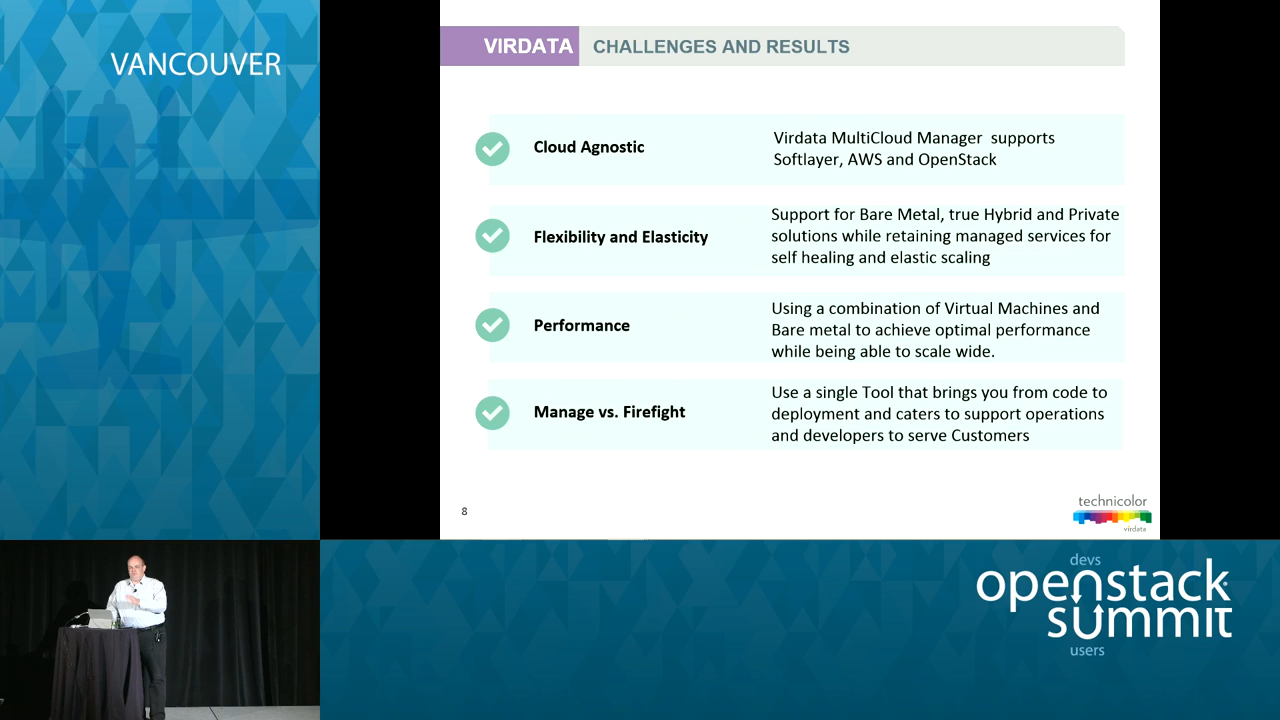 VANCOUVER
VIRDATA CHALLENGES AND RESULTS
Cloud Agnostic
Virdata MultiCloud Manager supports
Softlayer, AWS and OpenStack
Flexibility and Elasticity
Support for Bare Metal, true Hybrid and Private
solutions while retaining managed services for
self healing and elastic scaling
Performance
Using a combination of Virtual Machines and
Bare metal to achieve optimal performance
while being able to scale wide.
Manage vs. Firefight
Use a single Tool that brings you from code to
deployment and caters to support operations
and developers to serve Customers
8
technicolor
virdata
devs
openstack
summit
users